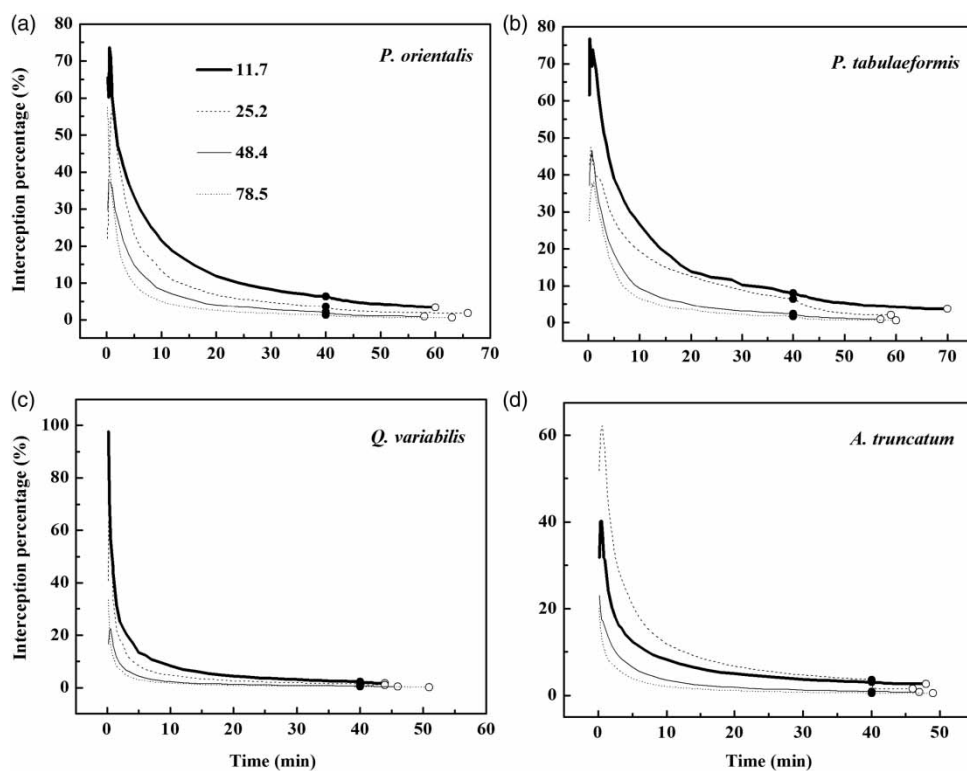 (a)
80
70
60
50
40
30
20
10
0
0 10 20 30 40 50 60 70
Interception percentage (%)
P. orientalis
11.7
25.2
48.4
78.5
(b)
80
70
60
50
40
30
20
10
0
0 10 20 30 40 50 60 70
P. tabulaeformis
(c)
100
80
60
40
20
0
0 10 20 30 40 50 60
Interception percentage (%)
Time (min)
Q. variabilis
(d)
60
40
20
0
0 10 20 30 40 50
Time (min)
A. truncatum